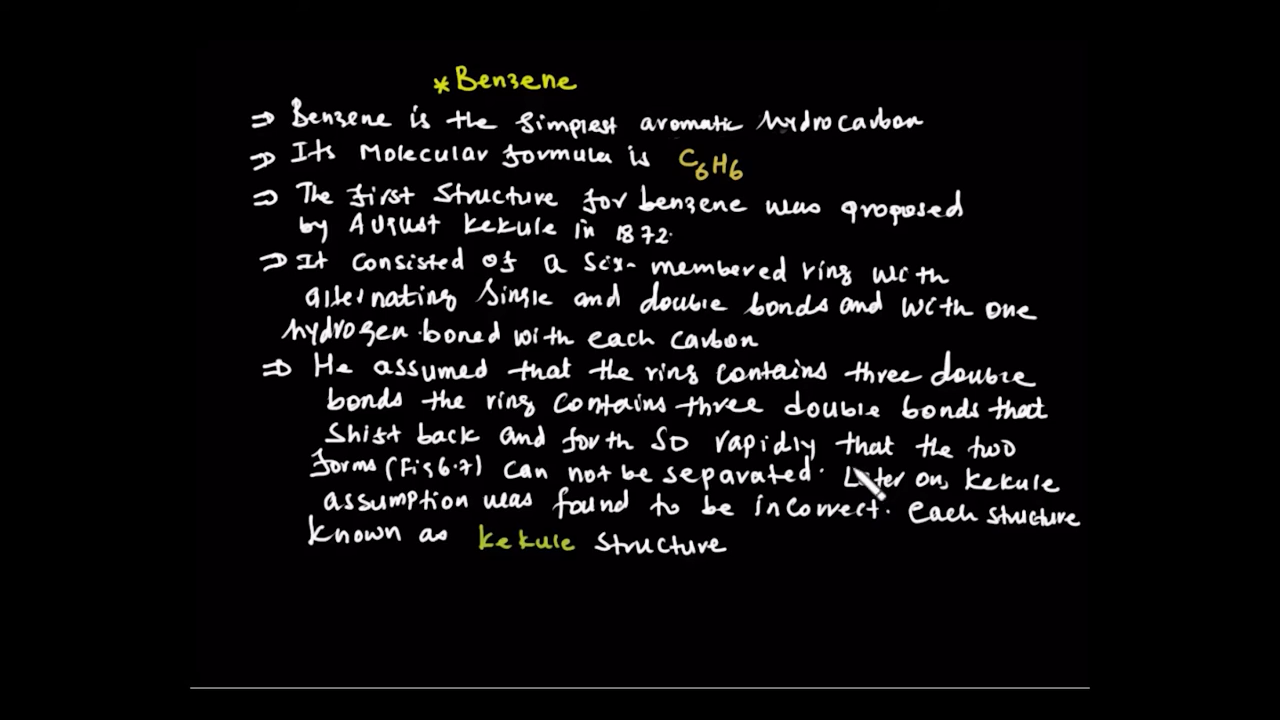 * Benzene
⇒ Benzene is the simplest aromatic hydrocarbon
⇒ Its Molecular formula is C₆H₆
⇒ The first structure for benzene was proposed
by August Kekule in 1872.
⇒ It consisted of a six-membered ring with
alternating single and double bonds and with one
hydrogen boned with each carbon
⇒ He assumed that the ring contains three double
bonds the ring contains three double bonds that
shift back and forth so rapidly that the two
forms (Fig 6.7) can not be separated. Later on, Kekule
assumption was found to be incorrect. Each structure
known as Kekule structure